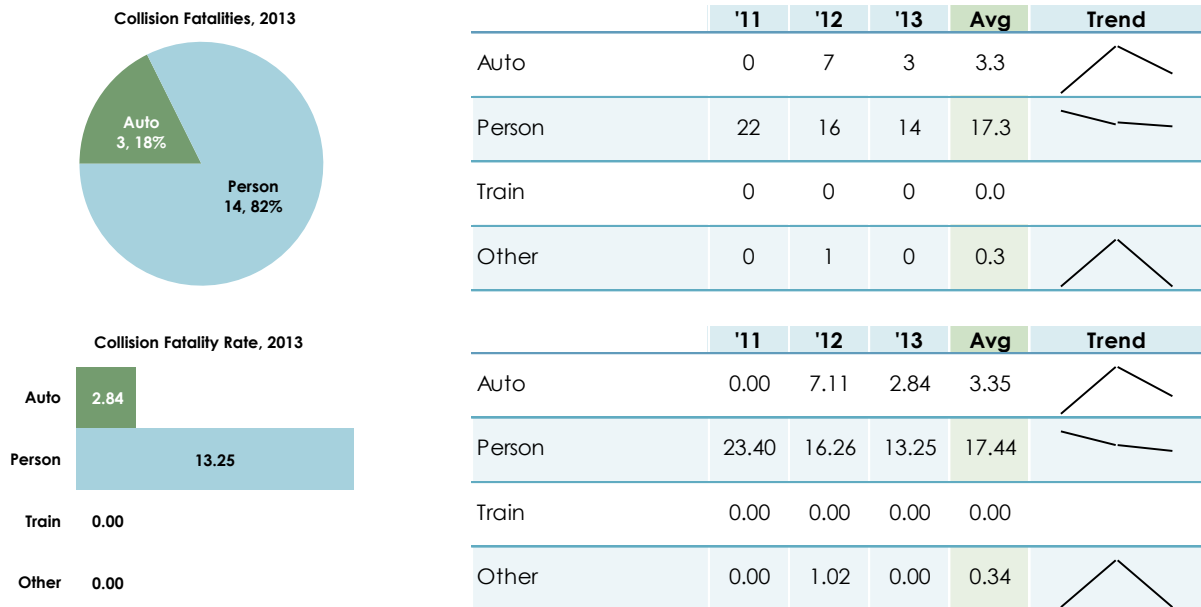 Collision Fatalities, 2013
Auto
3, 18%
Person
14, 82%
'11 '12 '13 Avg Trend
Auto 0 7 3 3.3
Person 22 16 14 17.3
Train 0 0 0 0.0
Other 0 1 0 0.3
Collision Fatality Rate, 2013
Auto 2.84
Person 13.25
Train 0.00
Other 0.00
'11 '12 '13 Avg Trend
Auto 0.00 7.11 2.84 3.35
Person 23.40 16.26 13.25 17.44
Train 0.00 0.00 0.00 0.00
Other 0.00 1.02 0.00 0.34